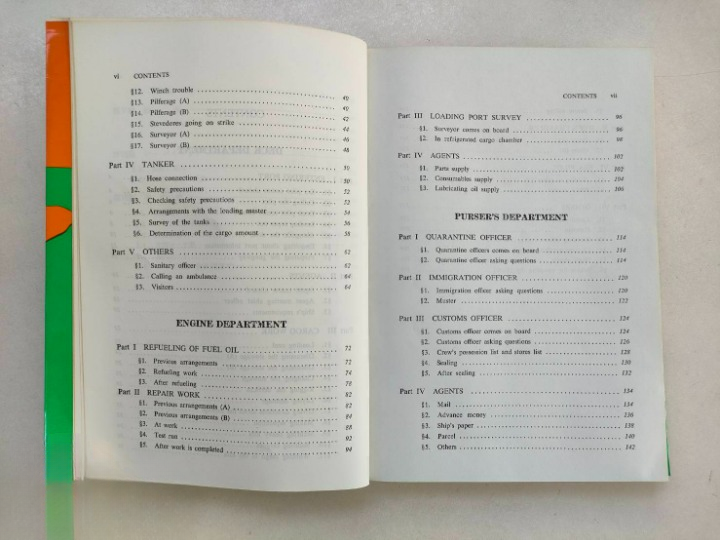 vi CONTENTS
§12. Winch trouble 40
§13. Pilferage (A) 40
§14. Pilferage (B) 42
§15. Stevedores going on strike 44
§16. Surveyor (A) 46
§17. Surveyor (B) 48
Part IV TANKER 50
§1. Hose connection 50
§2. Safety precautions 52
§3. Checking safety precautions 52
§4. Arrangements with the loading master 54
§5. Survey of the tanks 56
§6. Determination of the cargo amount 58
Part V OTHERS 62
§1. Sanitary officer 62
§2. Calling an ambulance 64
§3. Visitors 64
ENGINE DEPARTMENT
Part I REFUELING OF FUEL OIL 72
§1. Previous arrangements 72
§2. Refueling work 74
§3. After refueling 78
Part II REPAIR WORK 82
§1. Previous arrangements (A) 82
§2. Previous arrangements (B) 84
§3. At work 88
§4. Test run 92
§5. After work is completed 94
CONTENTS vii
Part III LOADING PORT SURVEY 96
§1. Surveyor comes on board 96
§2. In refrigerated cargo chamber 98
Part IV AGENTS 102
§1. Parts supply 102
§2. Consumables supply 104
§3. Lubricating oil supply 106
PURSER'S DEPARTMENT
Part I QUARANTINE OFFICER 114
§1. Quarantine officers comes on board 114
§2. Quarantine officer asking questions 114
Part II IMMIGRATION OFFICER 120
§1. Immigration officer asking questions 120
§2. Muster 122
Part III CUSTOMS OFFICER 124
§1. Customs officer comes on board 124
§2. Customs officer asking questions 126
§3. Crew's possession list and stores list 128
§4. Sealing 130
§5. After sealing 132
Part IV AGENTS 134
§1. Mail 134
§2. Advance money 136
§3. Ship's paper 138
§4. Parcel 140
§5. Others 142